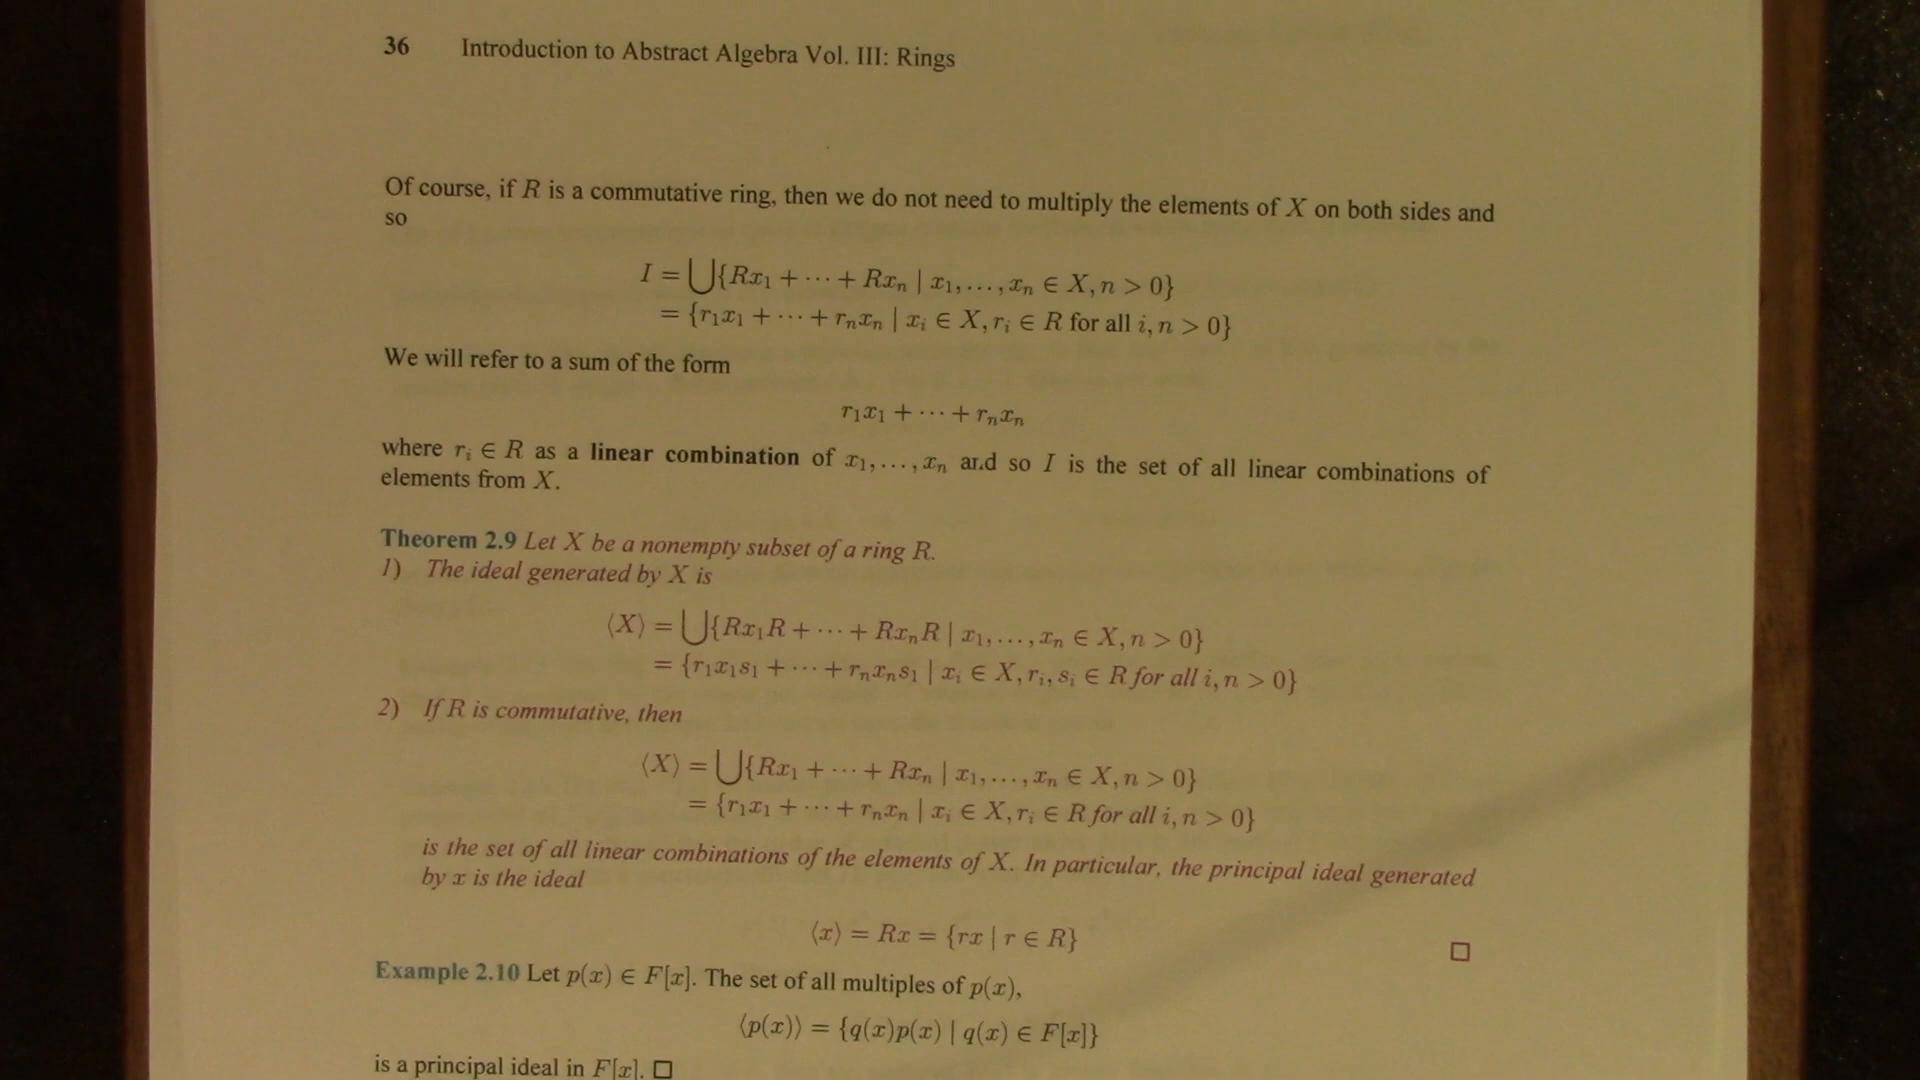 36 Introduction to Abstract Algebra Vol. III: Rings
Of course, if R is a commutative ring, then we do not need to multiply the elements of X on both sides and
so
I = ⋃{Rx₁ + ⋯ + Rxₙ | x₁, …, xₙ ∈ X, n > 0}
= {r₁x₁ + ⋯ + rₙxₙ | xᵢ ∈ X, rᵢ ∈ R for all i, n > 0}
We will refer to a sum of the form
r₁x₁ + ⋯ + rₙxₙ
where rᵢ ∈ R as a linear combination of x₁, …, xₙ and so I is the set of all linear combinations of
elements from X.
Theorem 2.9 Let X be a nonempty subset of a ring R.
1) The ideal generated by X is
⟨X⟩ = ⋃{Rx₁R + ⋯ + RxₙR | x₁, …, xₙ ∈ X, n > 0}
= {r₁x₁s₁ + ⋯ + rₙxₙs₁ | xᵢ ∈ X, rᵢ, sᵢ ∈ R for all i, n > 0}
2) If R is commutative, then
⟨X⟩ = ⋃{Rx₁ + ⋯ + Rxₙ | x₁, …, xₙ ∈ X, n > 0}
= {r₁x₁ + ⋯ + rₙxₙ | xᵢ ∈ X, rᵢ ∈ R for all i, n > 0}
is the set of all linear combinations of the elements of X. In particular, the principal ideal generated
by x is the ideal
⟨x⟩ = Rx = {rx | r ∈ R} □
Example 2.10 Let p(x) ∈ F[x]. The set of all multiples of p(x),
⟨p(x)⟩ = {q(x)p(x) | q(x) ∈ F[x]}
is a principal ideal in F[x]. □